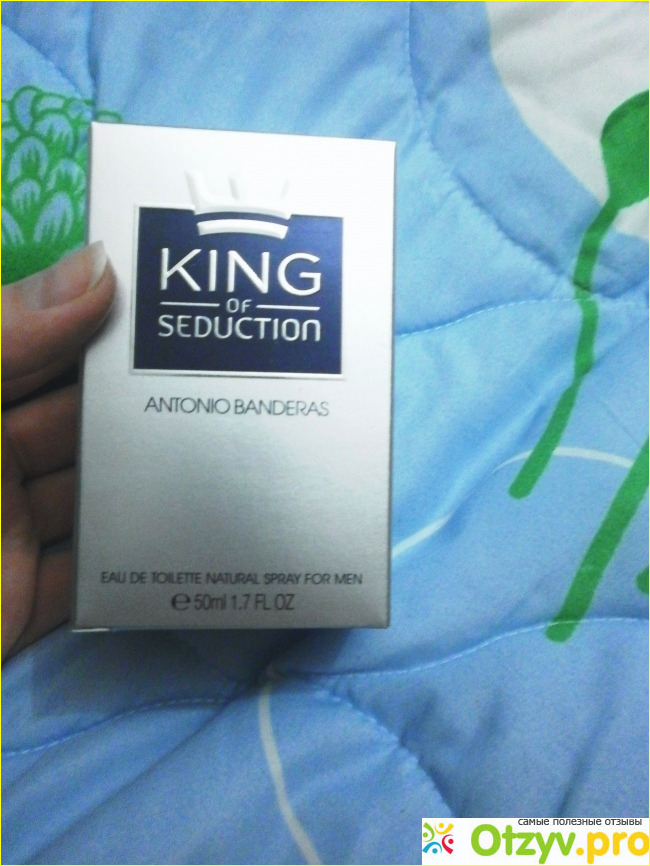 KING
OF
SEDUCTION
ANTONIO BANDERAS
EAU DE TOILETTE NATURAL SPRAY FOR MEN
e 50ml 1.7 FL OZ
самые полезные отзывы
Otzyv.pro